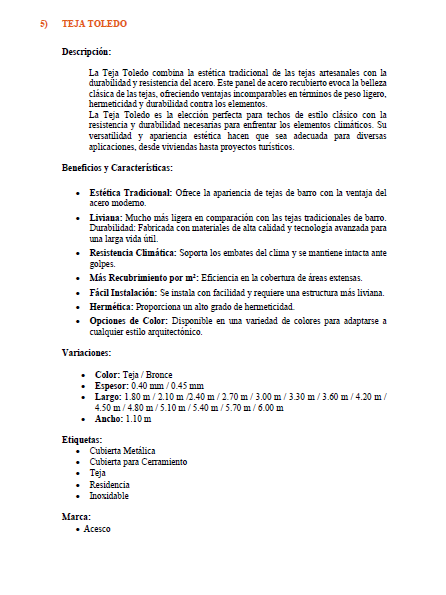 5) TEJA TOLEDO
Descripción:
La Teja Toledo combina la estética tradicional de las tejas artesanales con la
durabilidad y resistencia del acero. Este panel de acero recubierto evoca la belleza
clásica de las tejas, ofreciendo ventajas incomparables en términos de peso ligero,
hermeticidad y durabilidad contra los elementos.
La Teja Toledo es la elección perfecta para techos de estilo clásico con la
resistencia y durabilidad necesarias para enfrentar los elementos climáticos. Su
versatilidad y apariencia estética hacen que sea adecuada para diversas
aplicaciones, desde viviendas hasta proyectos turísticos.
Beneficios y Características:
• Estética Tradicional: Ofrece la apariencia de tejas de barro con la ventaja del
acero moderno.
• Liviana: Mucho más ligera en comparación con las tejas tradicionales de barro.
Durabilidad: Fabricada con materiales de alta calidad y tecnología avanzada para
una larga vida útil.
• Resistencia Climática: Soporta los embates del clima y se mantiene intacta ante
golpes.
• Más Recubrimiento por m²: Eficiencia en la cobertura de áreas extensas.
• Fácil Instalación: Se instala con facilidad y requiere una estructura más liviana.
• Hermética: Proporciona un alto grado de hermeticidad.
• Opciones de Color: Disponible en una variedad de colores para adaptarse a
cualquier estilo arquitectónico.
Variaciones:
• Color: Teja / Bronce
• Espesor: 0.40 mm / 0.45 mm
• Largo: 1.80 m / 2.10 m /2.40 m / 2.70 m / 3.00 m / 3.30 m / 3.60 m / 4.20 m /
4.50 m / 4.80 m / 5.10 m / 5.40 m / 5.70 m / 6.00 m
• Ancho: 1.10 m
Etiquetas:
• Cubierta Metálica
• Cubierta para Cerramiento
• Teja
• Residencia
• Inoxidable
Marca:
• Acesco